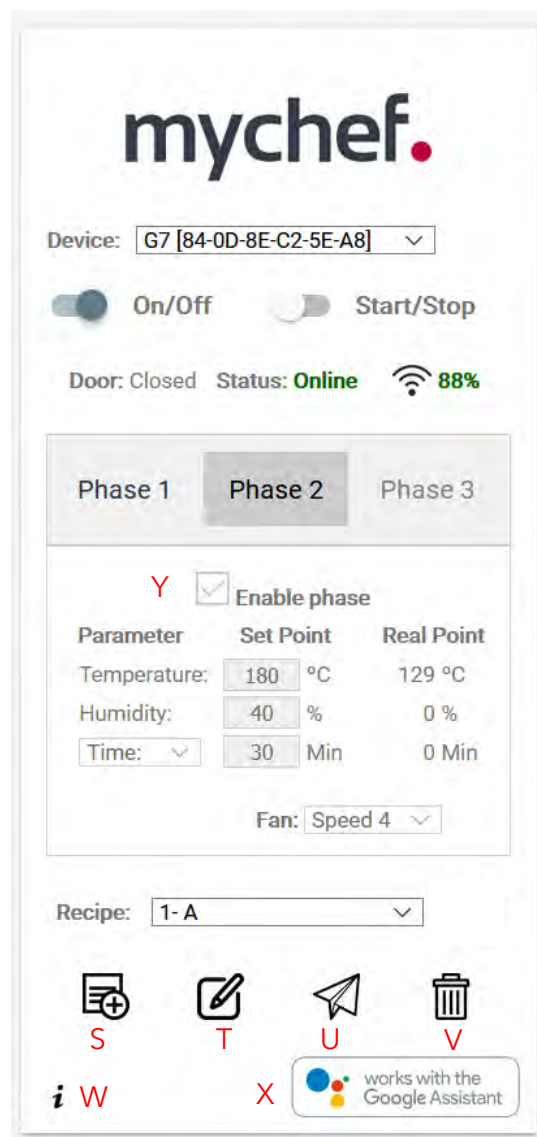 mychef.
Device: G7 [84-0D-8E-C2-5E-A8]
On/Off Start/Stop
Door: Closed Status: Online 88%
Phase 1 Phase 2 Phase 3
Y Enable phase
Parameter Set Point Real Point
Temperature: 180 ºC 129 ºC
Humidity: 40 % 0 %
Time: 30 Min 0 Min
Fan: Speed 4
Recipe: 1- A
S T U V
i W X works with the
Google Assistant